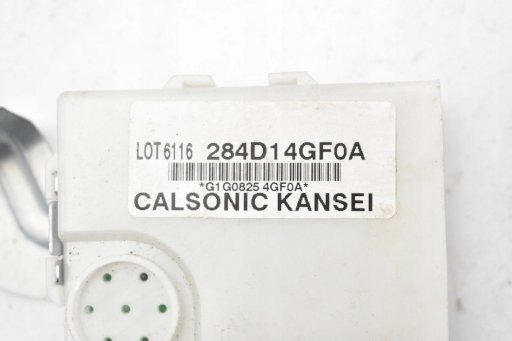 LOT6116 284D14GF0A
*G1G0825 4GF0A*
CALSONIC KANSEI